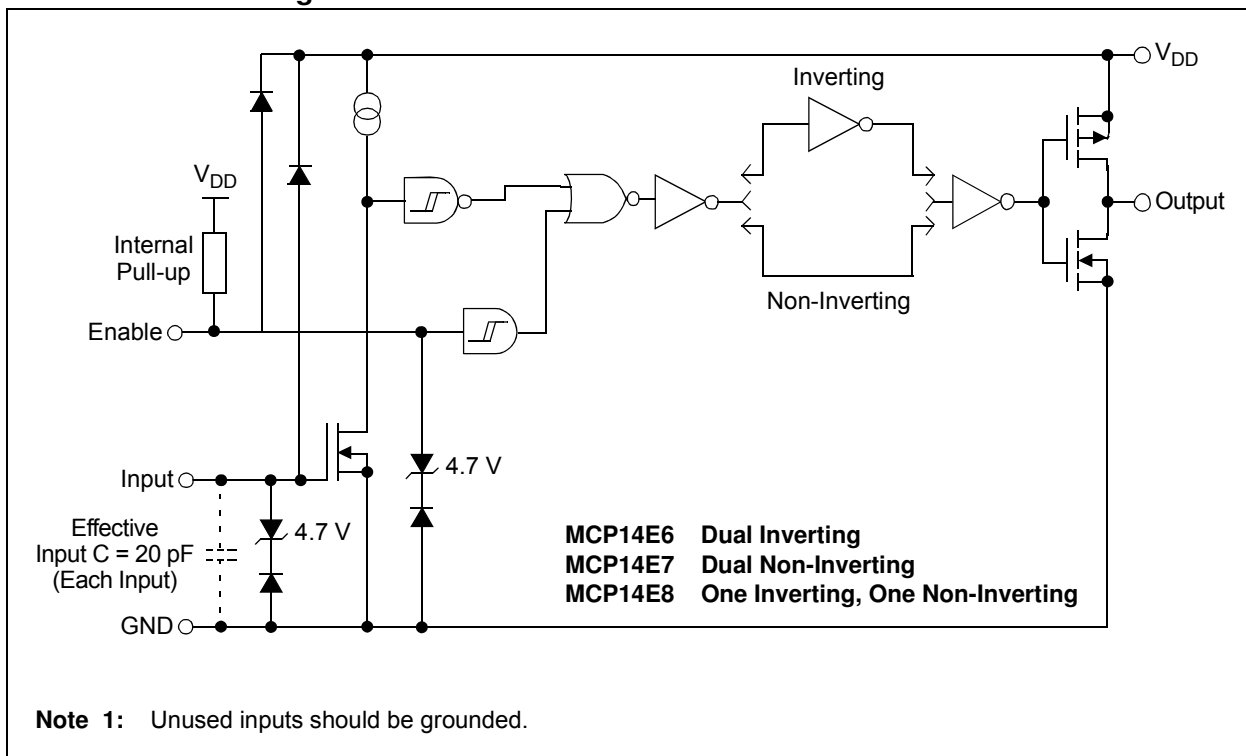 V_DD
Inverting
V_DD
Internal
Pull-up
Output
Non-Inverting
Enable
4.7 V
Input
Effective
Input C = 20 pF
(Each Input)
4.7 V
MCP14E6 Dual Inverting
MCP14E7 Dual Non-Inverting
MCP14E8 One Inverting, One Non-Inverting
GND
Note 1: Unused inputs should be grounded.